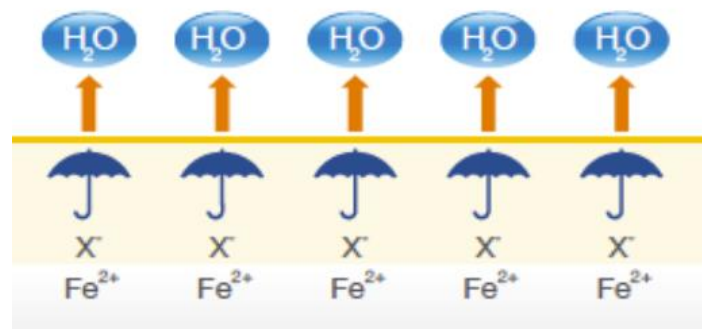 H₂O H₂O H₂O H₂O H₂O
X⁻ X⁻ X⁻ X⁻ X⁻
Fe²⁺ Fe²⁺ Fe²⁺ Fe²⁺ Fe²⁺